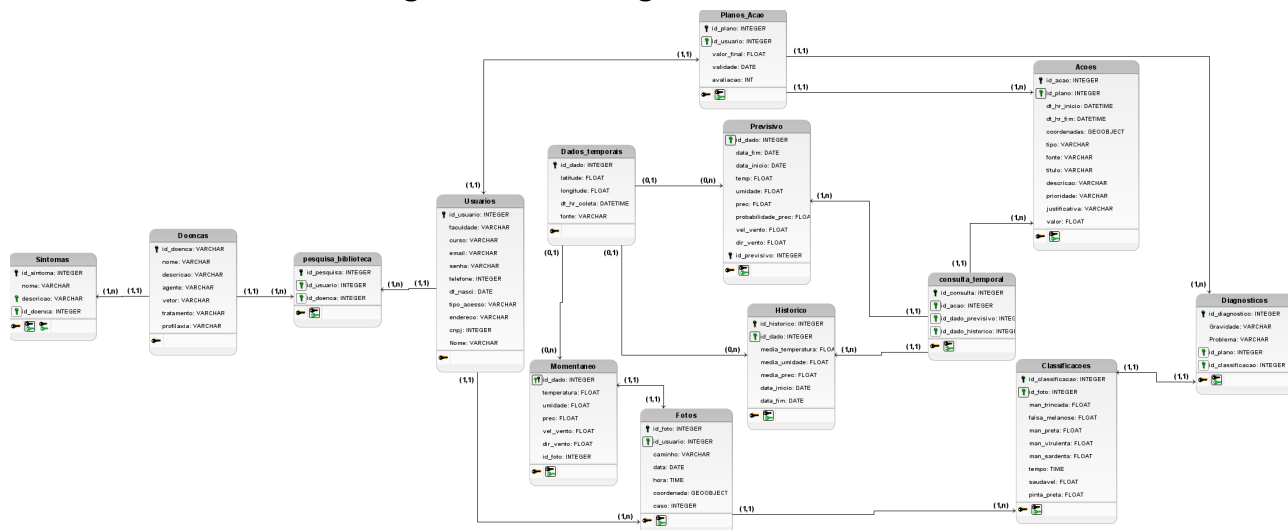 Planos_Acao
id_plano: INTEGER
id_usuario: INTEGER
valor_final: FLOAT
validade: DATE
avaliacao: INT
(1,1)
(1,1)
(1,1)
(1,n)
Acoes
id_acao: INTEGER
id_plano: INTEGER
dt_hr_inicio: DATETIME
dt_hr_fim: DATETIME
coordenadas: GEOOBJECT
tipo: VARCHAR
fonte: VARCHAR
titulo: VARCHAR
descricao: VARCHAR
prioridade: VARCHAR
justificativa: VARCHAR
valor: FLOAT
Previsivo
id_dado: INTEGER
data_fim: DATE
data_inicio: DATE
temp: FLOAT
umidade: FLOAT
prec: FLOAT
probabilidade_prec: FLOA
vel_vento: FLOAT
dir_vento: FLOAT
id_previsivo: INTEGER
Dados_temporais
id_dado: INTEGER
latitude: FLOAT
longitude: FLOAT
dt_hr_coleta: DATETIME
fonte: VARCHAR
(0,1)
(0,n)
(0,1)
(0,1)
(1,n)
(1,n)
(1,1)
(1,1)
Usuarios
id_usuario: INTEGER
faculdade: VARCHAR
curso: VARCHAR
email: VARCHAR
senha: VARCHAR
telefone: INTEGER
dt_nasci: DATE
tipo_acesso: VARCHAR
endereco: VARCHAR
cnpj: INTEGER
Nome: VARCHAR
Doencas
id_doenca: VARCHAR
nome: VARCHAR
descricao: VARCHAR
agente: VARCHAR
vetor: VARCHAR
tratamento: VARCHAR
profilaxia: VARCHAR
Sintomas
id_sintoma: INTEGER
nome: VARCHAR
descricao: VARCHAR
id_doenca: INTEGER
(1,n)
(1,1)
(1,1)
(1,n)
pesquisa_biblioteca
id_pesquisa: INTEGER
id_usuario: INTEGER
id_doenca: INTEGER
(1,n)
(1,1)
consulta_temporal
id_consulta: INTEGER
id_acao: INTEGER
id_dado_previsivo: INTEG
id_dado_historico: INTEG
(1,1)
(1,n)
(1,1)
Historico
id_historico: INTEGER
id_dado: INTEGER
media_temperatura: FLOA
media_umidade: FLOAT
media_prec: FLOAT
data_inicio: DATE
data_fim: DATE
(0,n)
(1,n)
Diagnosticos
id_diagnostico: INTEGER
Gravidade: VARCHAR
Problema: VARCHAR
id_plano: INTEGER
id_classificacao: INTEGER
(0,n)
Momentaneo
id_dado: INTEGER
temperatura: FLOAT
umidade: FLOAT
prec: FLOAT
vel_vento: FLOAT
dir_vento: FLOAT
id_foto: INTEGER
(1,1)
(1,1)
Classificacoes
id_classificacao: INTEGER
id_foto: INTEGER
man_trincada: FLOAT
falsa_melanose: FLOAT
man_preta: FLOAT
man_virulenta: FLOAT
man_sardenta: FLOAT
tempo: TIME
saudavel: FLOAT
pinta_preta: FLOAT
(1,1)
(1,1)
(1,1)
Fotos
id_foto: INTEGER
id_usuario: INTEGER
caminho: VARCHAR
data: DATE
hora: TIME
coordenada: GEOOBJECT
caso: INTEGER
(1,n)
(1,1)
(1,n)